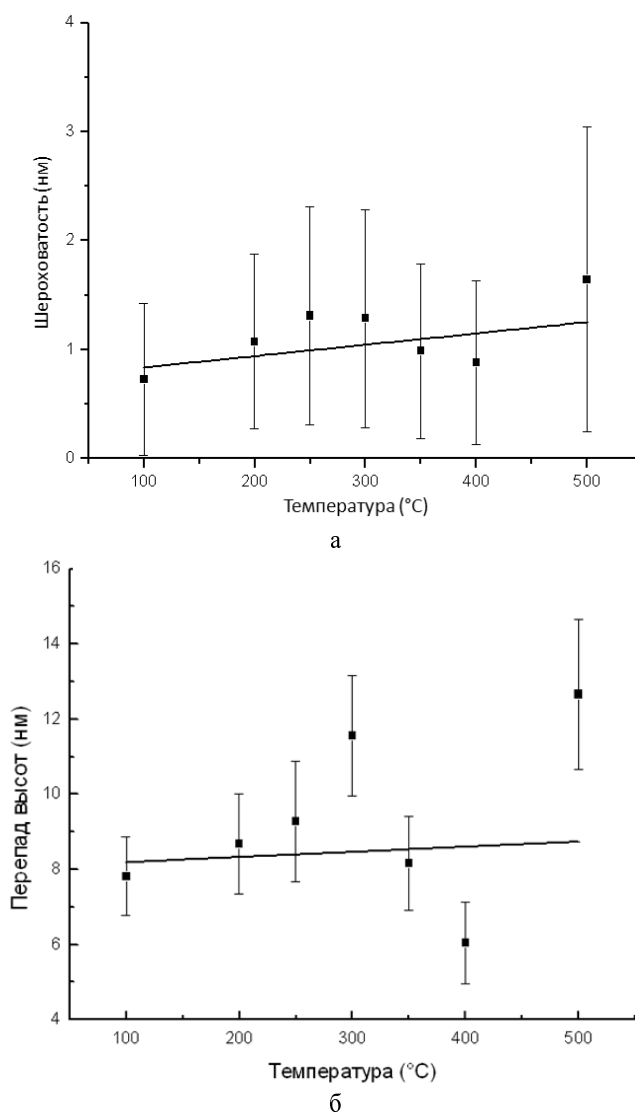 4
3
2
1
0
Шероховатость (нм)
100 200 300 400 500
Температура (°C)
а
16
14
12
10
8
6
4
Перепад высот (нм)
100 200 300 400 500
Температура (°C)
б